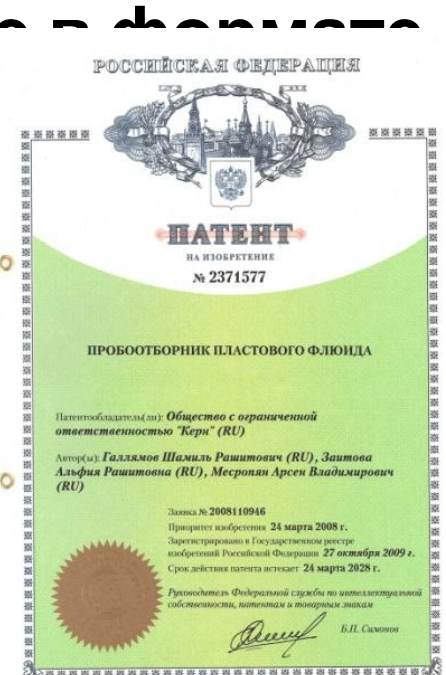 в формате
РОССИЙСКАЯ ФЕДЕРАЦИЯ
ПАТЕНТ
НА ИЗОБРЕТЕНИЕ
№ 2371577
ПРОБООТБОРНИК ПЛАСТОВОГО ФЛЮИДА
Патентообладатель(ли): Общество с ограниченной
ответственностью "Керн" (RU)
Автор(ы): Галлямов Шамиль Рашитович (RU), Заитова
Альфия Рашитовна (RU), Месропян Арсен Владимирович
(RU)
Заявка № 2008110946
Приоритет изобретения 24 марта 2008 г.
Зарегистрировано в Государственном реестре
изобретений Российской Федерации 27 октября 2009 г.
Срок действия патента истекает 24 марта 2028 г.
Руководитель Федеральной службы по интеллектуальной
собственности, патентам и товарным знакам
Б.П. Симонов